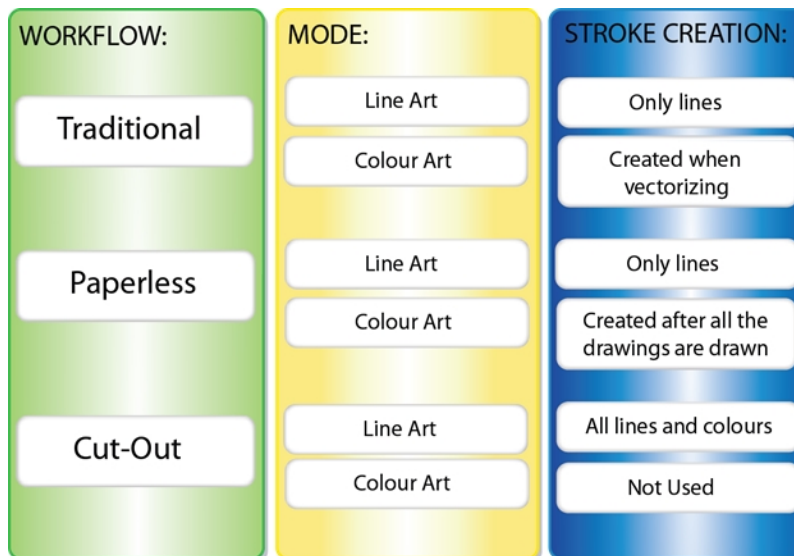 WORKFLOW:
Traditional
Paperless
Cut-Out
MODE:
Line Art
Colour Art
Line Art
Colour Art
Line Art
Colour Art
STROKE CREATION:
Only lines
Created when
vectorizing
Only lines
Created after all the
drawings are drawn
All lines and colours
Not Used